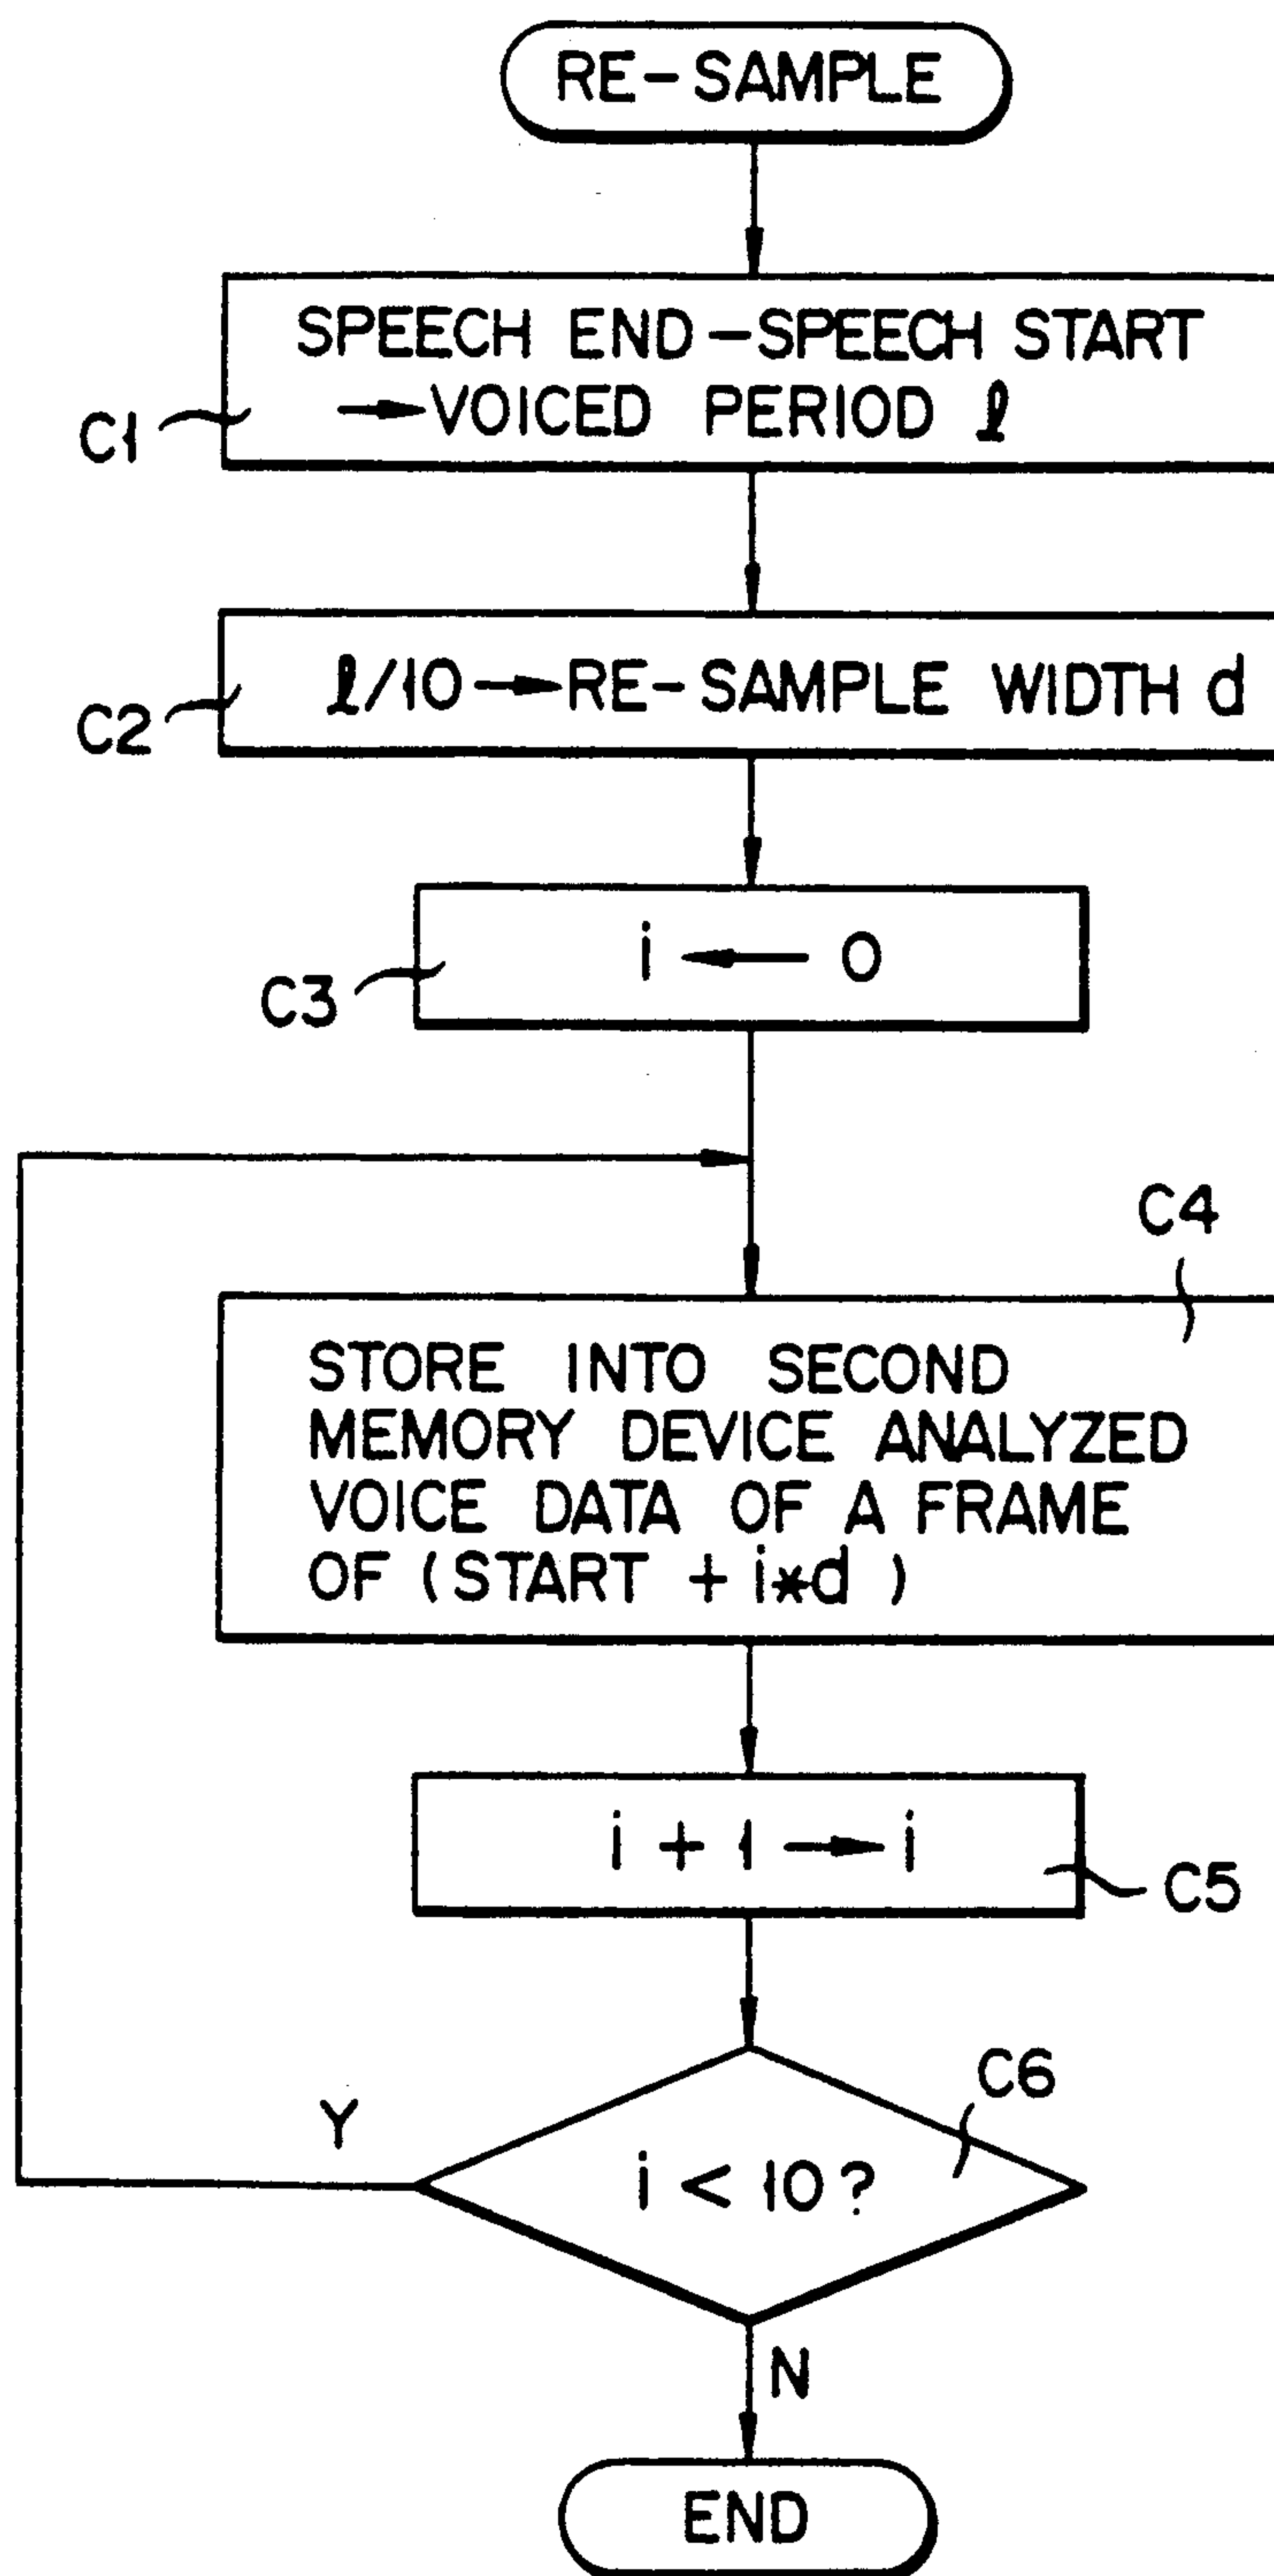 RE-SAMPLE
SPEECH END-SPEECH START
→VOICED PERIOD ℓ
C1
ℓ/10→RE-SAMPLE WIDTH d
C2
i ← 0
C3
C4
STORE INTO SECOND
MEMORY DEVICE ANALYZED
VOICE DATA OF A FRAME
OF (START + i*d )
i + 1 → i
C5
C6
Y
i < 10?
N
END